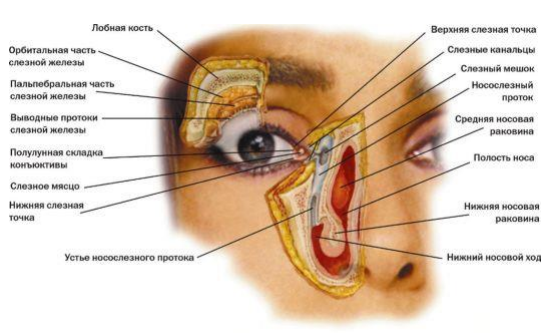 Лобная кость
Орбитальная часть
слезной железы
Пальпебральная часть
слезной железы
Выводные протоки
слезной железы
Полулунная складка
конъюктивы
Слезное мясцо
Нижняя слезная
точка
Устье носослезного протока
Верхняя слезная точка
Слезные канальцы
Слезный мешок
Носослезный
проток
Средняя носовая
раковина
Полость носа
Нижняя носовая
раковина
Нижний носовой ход